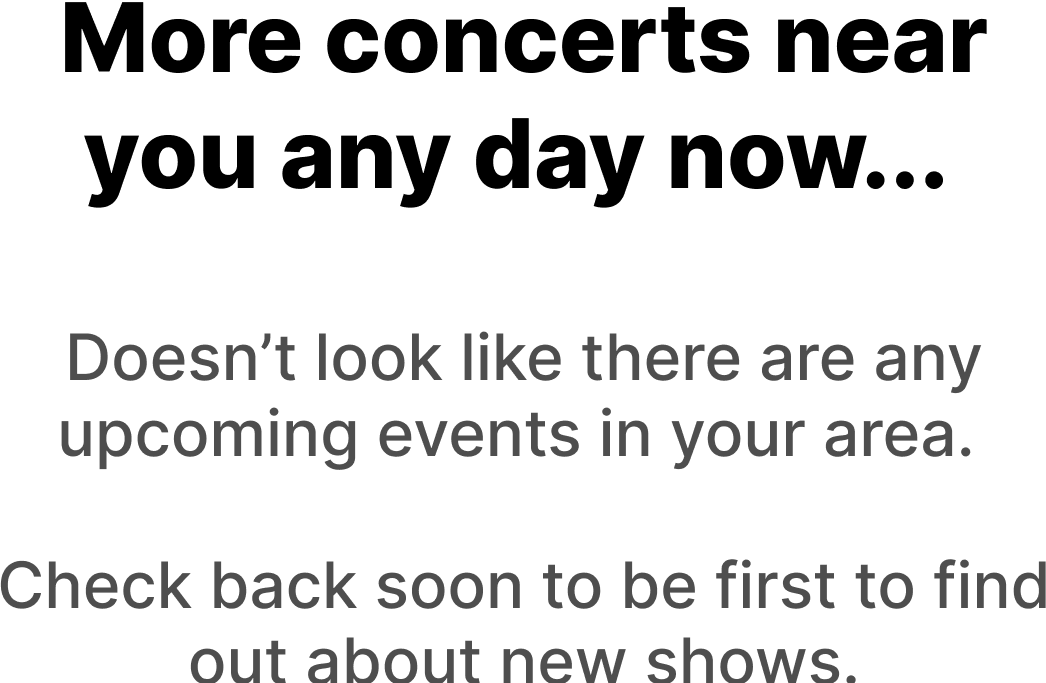 More concerts near
you any day now...
Doesn’t look like there are any
upcoming events in your area.
Check back soon to be first to find
out about new shows.